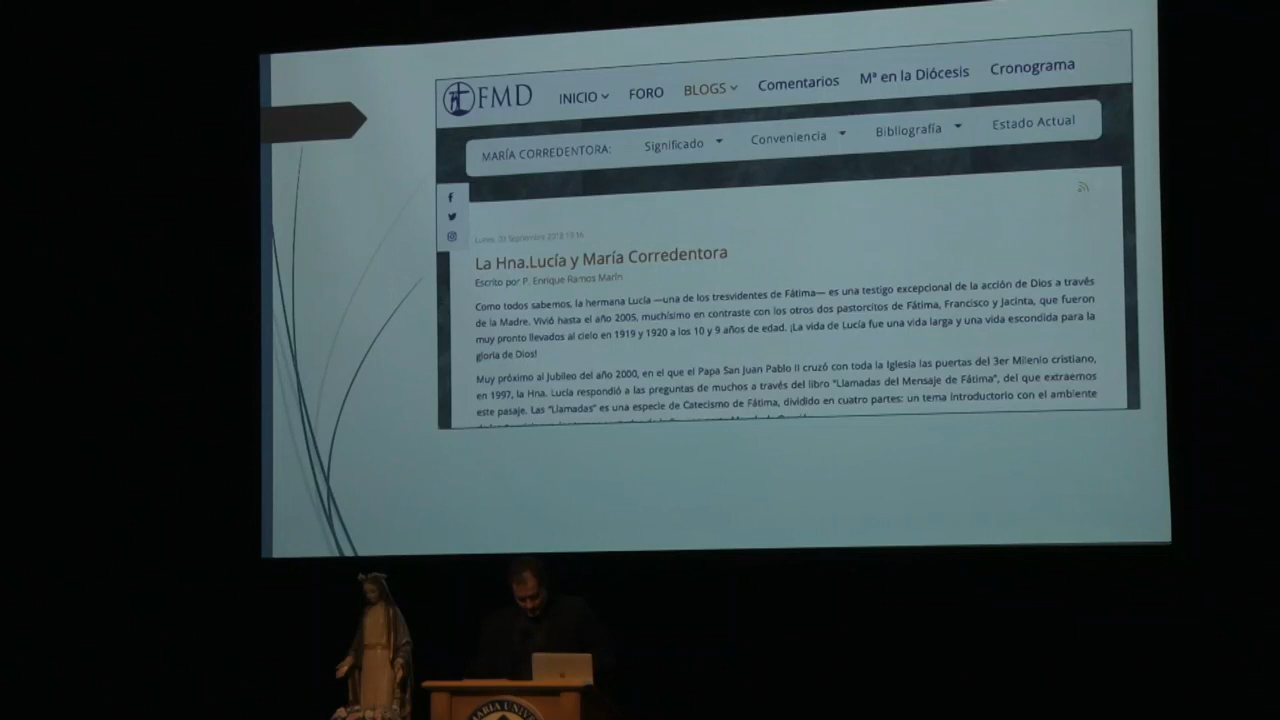 FMD INICIO FORO BLOGS Comentarios Mª en la Diócesis Cronograma
MARÍA CORREDENTORA: Significado Conveniencia Bibliografía Estado Actual
Lunes, 03 Septiembre 2018 19:16
La Hna.Lucía y María Corredentora
Escrito por P. Enrique Ramos Marín
Como todos sabemos, la hermana Lucía —una de los tresvidentes de Fátima— es una testigo excepcional de la acción de Dios a través
de la Madre. Vivió hasta el año 2005, muchísimo en contraste con los otros dos pastorcitos de Fátima, Francisco y Jacinta, que fueron
muy pronto llevados al cielo en 1919 y 1920 a los 10 y 9 años de edad. ¡La vida de Lucía fue una vida larga y una vida escondida para la
gloria de Dios!
Muy próximo al Jubileo del año 2000, en el que el Papa San Juan Pablo II cruzó con toda la Iglesia las puertas del 3er Milenio cristiano,
en 1997, la Hna. Lucía respondió a las preguntas de muchos a través del libro "Llamadas del Mensaje de Fátima", del que extraemos
este pasaje. Las "Llamadas" es una especie de Catecismo de Fátima, dividido en cuatro partes: un tema introductorio con el ambiente
MARIA UNIV